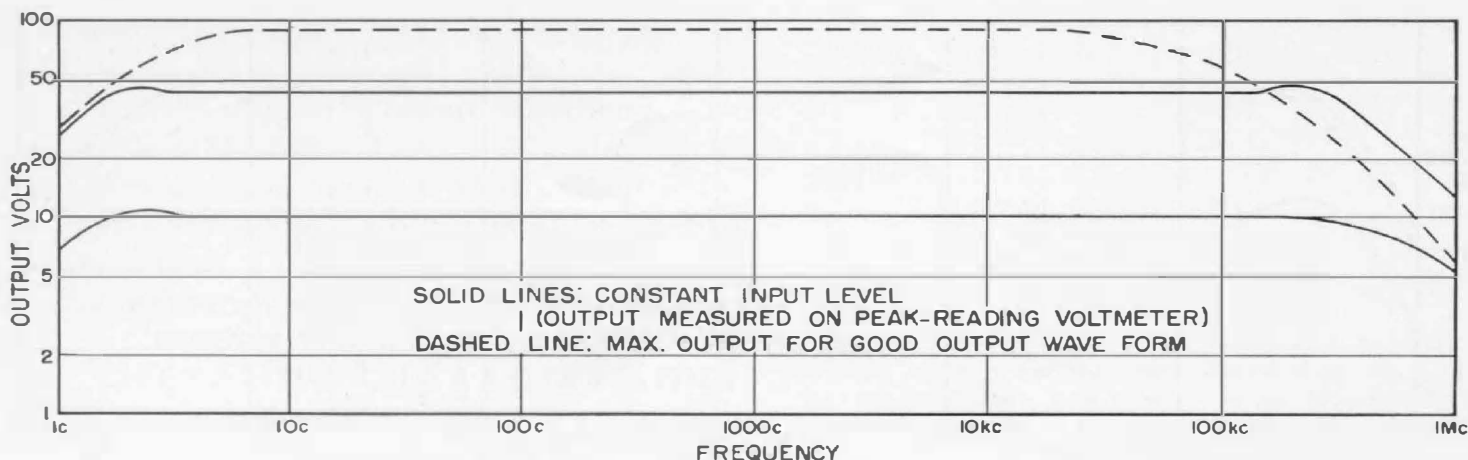 100
50
20
10
5
2
1
OUTPUT VOLTS
SOLID LINES: CONSTANT INPUT LEVEL
(OUTPUT MEASURED ON PEAK-READING VOLTMETER)
DASHED LINE: MAX. OUTPUT FOR GOOD OUTPUT WAVE FORM
1c 10c 100c 1000c 10kc 100kc 1Mc
FREQUENCY